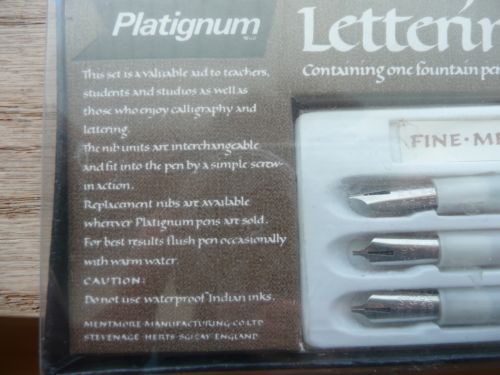 Platignum
Letterin
Containing one fountain pen
This set is a valuable aid to teachers,
students and studios as well as
those who enjoy calligraphy and
lettering.
The nib units are interchangeable
and fit into the pen by a simple screw-
in action.
Replacement nibs are available
wherever Platignum pens are sold.
For best results flush pen occasionally
with warm water.
CAUTION:
Do not use waterproof "Indian inks.
MENTMORE·MANUFACTURING·CO·LTD
STEVENAGE HERTS·SG1 2AY ENGLAND
FINE·ME